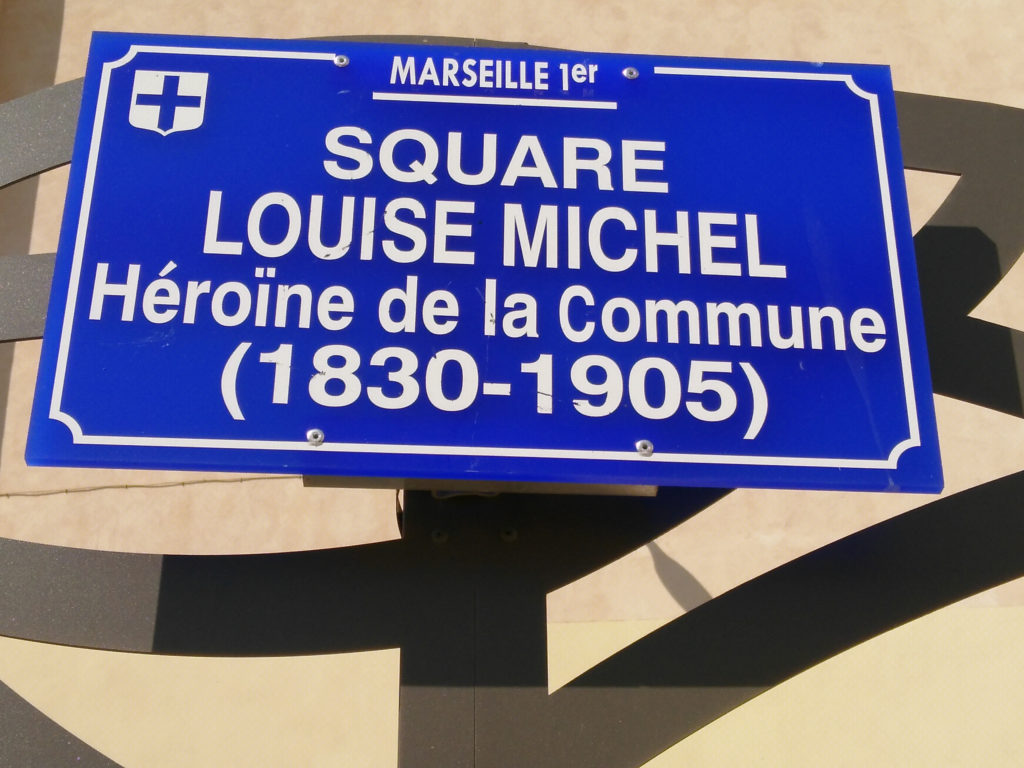 MARSEILLE 1er
SQUARE
LOUISE MICHEL
Héroïne de la Commune
(1830-1905)